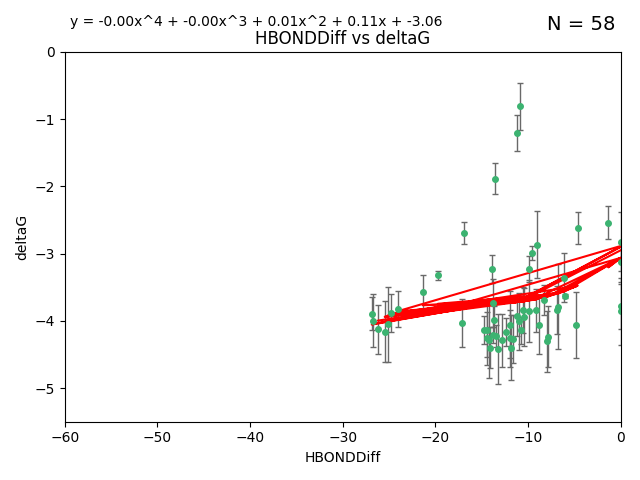 y = -0.00x^4 + -0.00x^3 + 0.01x^2 + 0.11x + -3.06
N = 58
HBONDDiff vs deltaG
0
−1
−2
−3
−4
−5
deltaG
−60 −50 −40 −30 −20 −10 0
HBONDDiff